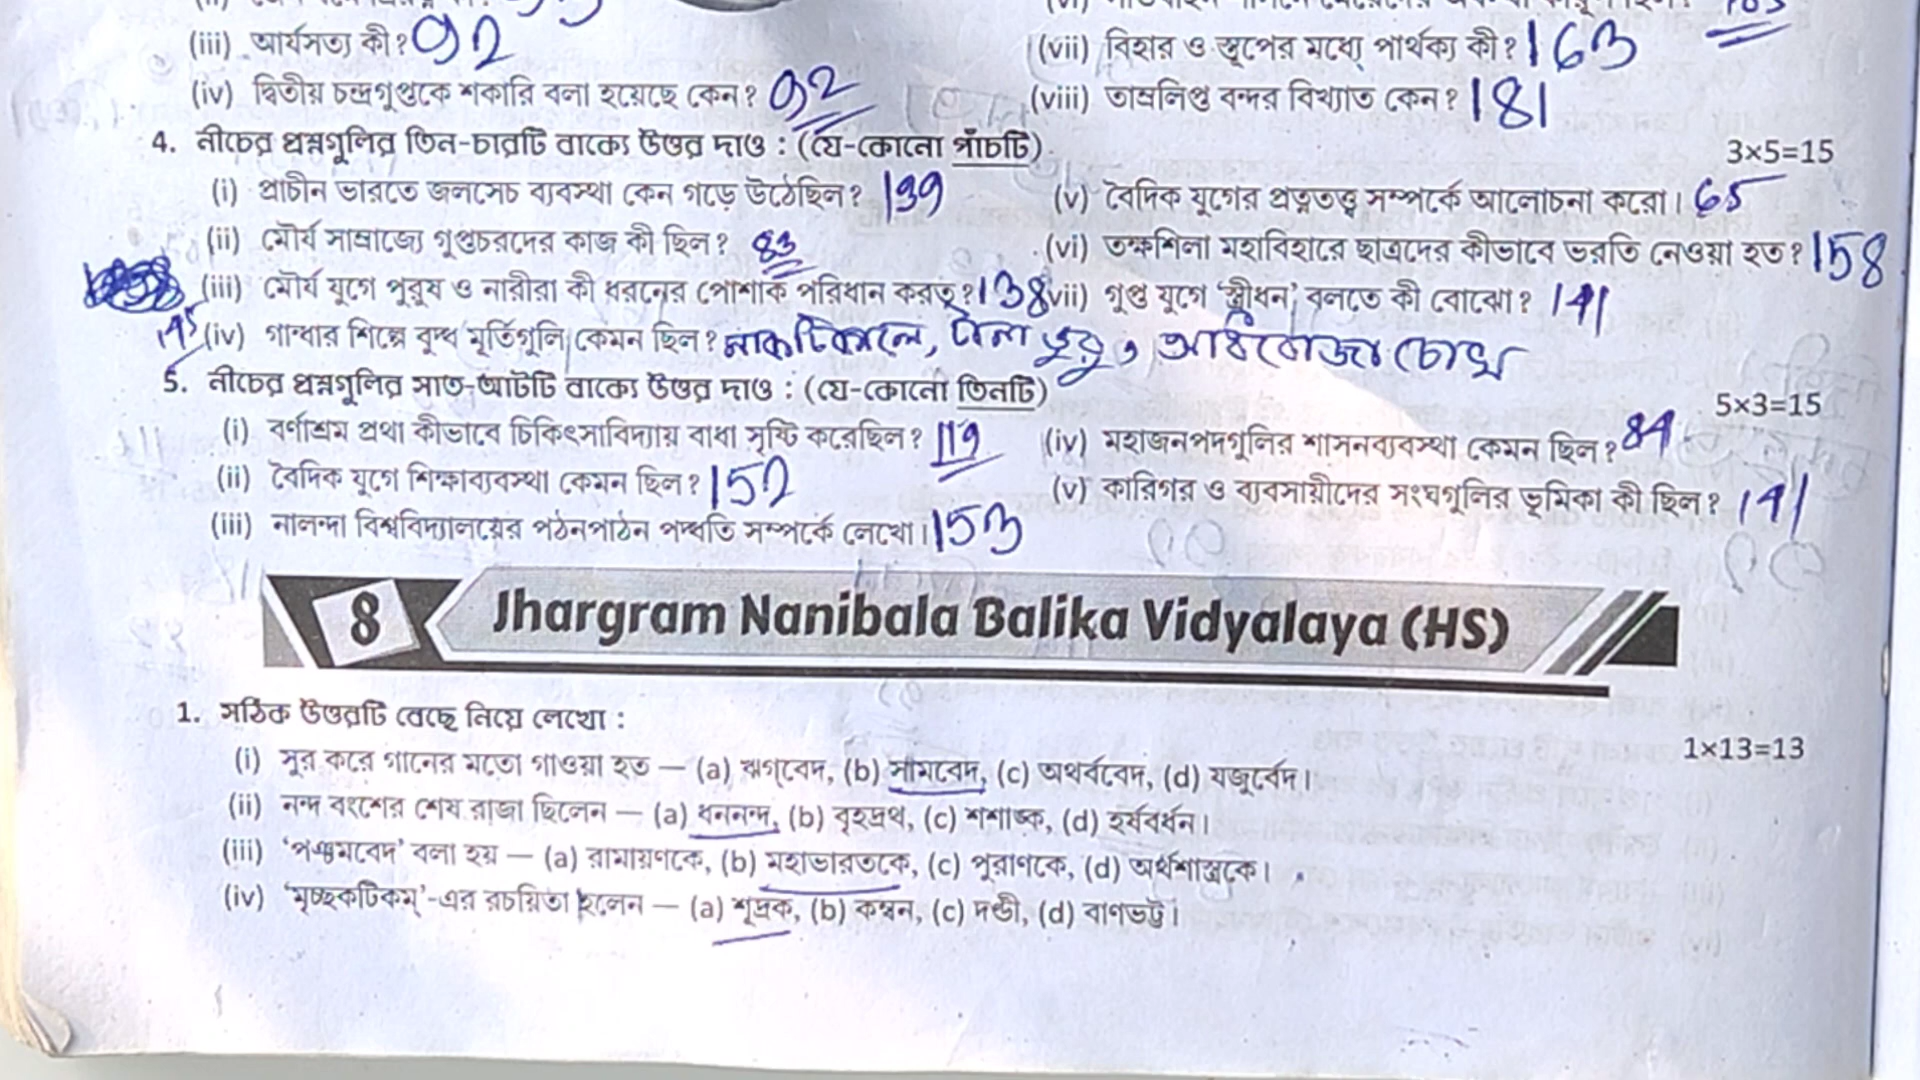 (iii) আর্যসত্য কী? 92
(vii) বিহার ও স্তূপের মধ্যে পার্থক্য কী? 163
(iv) দ্বিতীয় চন্দ্রগুপ্তকে শকারি বলা হয়েছে কেন? 92
(viii) তাম্রলিপ্ত বন্দর বিখ্যাত কেন? 181
4. নীচের প্রশ্নগুলির তিন-চারটি বাক্যে উত্তর দাও : (যে-কোনো পাঁচটি) 3×5=15
(i) প্রাচীন ভারতে জলসেচ ব্যবস্থা কেন গড়ে উঠেছিল? 139
(v) বৈদিক যুগের প্রত্নতত্ত্ব সম্পর্কে আলোচনা করো। 65
(ii) মৌর্য সাম্রাজ্যে গুপ্তচরদের কাজ কী ছিল? 83
(vi) তক্ষশিলা মহাবিহারে ছাত্রদের কীভাবে ভরতি নেওয়া হত? 158
(iii) মৌর্য যুগে পুরুষ ও নারীরা কী ধরনের পোশাক পরিধান করত? 138
(vii) গুপ্ত যুগে 'স্ত্রীধন' বলতে কী বোঝো? 141
(iv) গান্ধার শিল্পে বুদ্ধ মূর্তিগুলি কেমন ছিল? নাক টিকালো, টানা ভুরু, আধবোজা চোখ
5. নীচের প্রশ্নগুলির সাত-আটটি বাক্যে উত্তর দাও : (যে-কোনো তিনটি) 5×3=15
(i) বর্ণাশ্রম প্রথা কীভাবে চিকিৎসাবিদ্যায় বাধা সৃষ্টি করেছিল? 119
(iv) মহাজনপদগুলির শাসনব্যবস্থা কেমন ছিল? 84
(ii) বৈদিক যুগে শিক্ষাব্যবস্থা কেমন ছিল? 152
(v) কারিগর ও ব্যবসায়ীদের সংঘগুলির ভূমিকা কী ছিল? 141
(iii) নালন্দা বিশ্ববিদ্যালয়ের পঠনপাঠন পদ্ধতি সম্পর্কে লেখো। 153
8 Jhargram Nanibala Balika Vidyalaya (HS)
1. সঠিক উত্তরটি বেছে নিয়ে লেখো :
1×13=13
(i) সুর করে গানের মতো গাওয়া হত — (a) ঋগ্‌বেদ, (b) সামবেদ, (c) অথর্ববেদ, (d) যজুর্বেদ।
(ii) নন্দ বংশের শেষ রাজা ছিলেন — (a) ধননন্দ, (b) বৃহদ্রথ, (c) শশাঙ্ক, (d) হর্ষবর্ধন।
(iii) 'পঞ্চমবেদ' বলা হয় — (a) রামায়ণকে, (b) মহাভারতকে, (c) পুরাণকে, (d) অর্থশাস্ত্রকে।
(iv) 'মৃচ্ছকটিকম্'-এর রচয়িতা হলেন — (a) শূদ্রক, (b) কম্বন, (c) দণ্ডী, (d) বাণভট্ট।